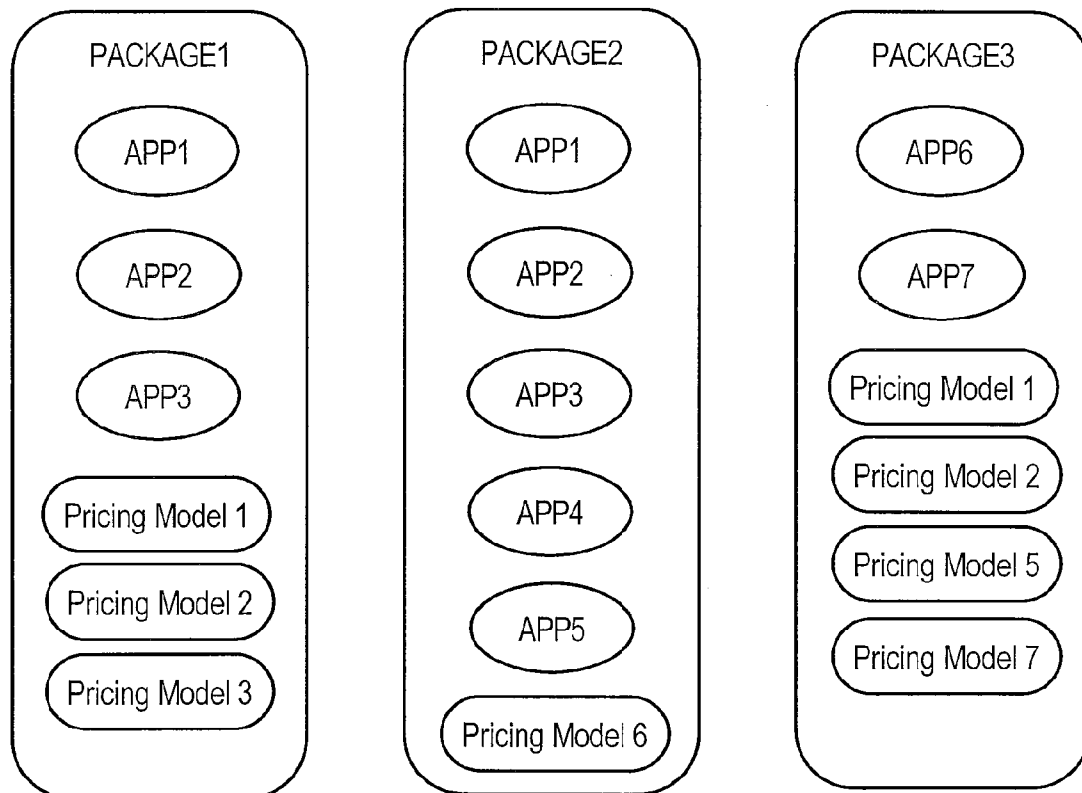 PACKAGE1
APP1
APP2
APP3
Pricing Model 1
Pricing Model 2
Pricing Model 3
PACKAGE2
APP1
APP2
APP3
APP4
APP5
Pricing Model 6
PACKAGE3
APP6
APP7
Pricing Model 1
Pricing Model 2
Pricing Model 5
Pricing Model 7